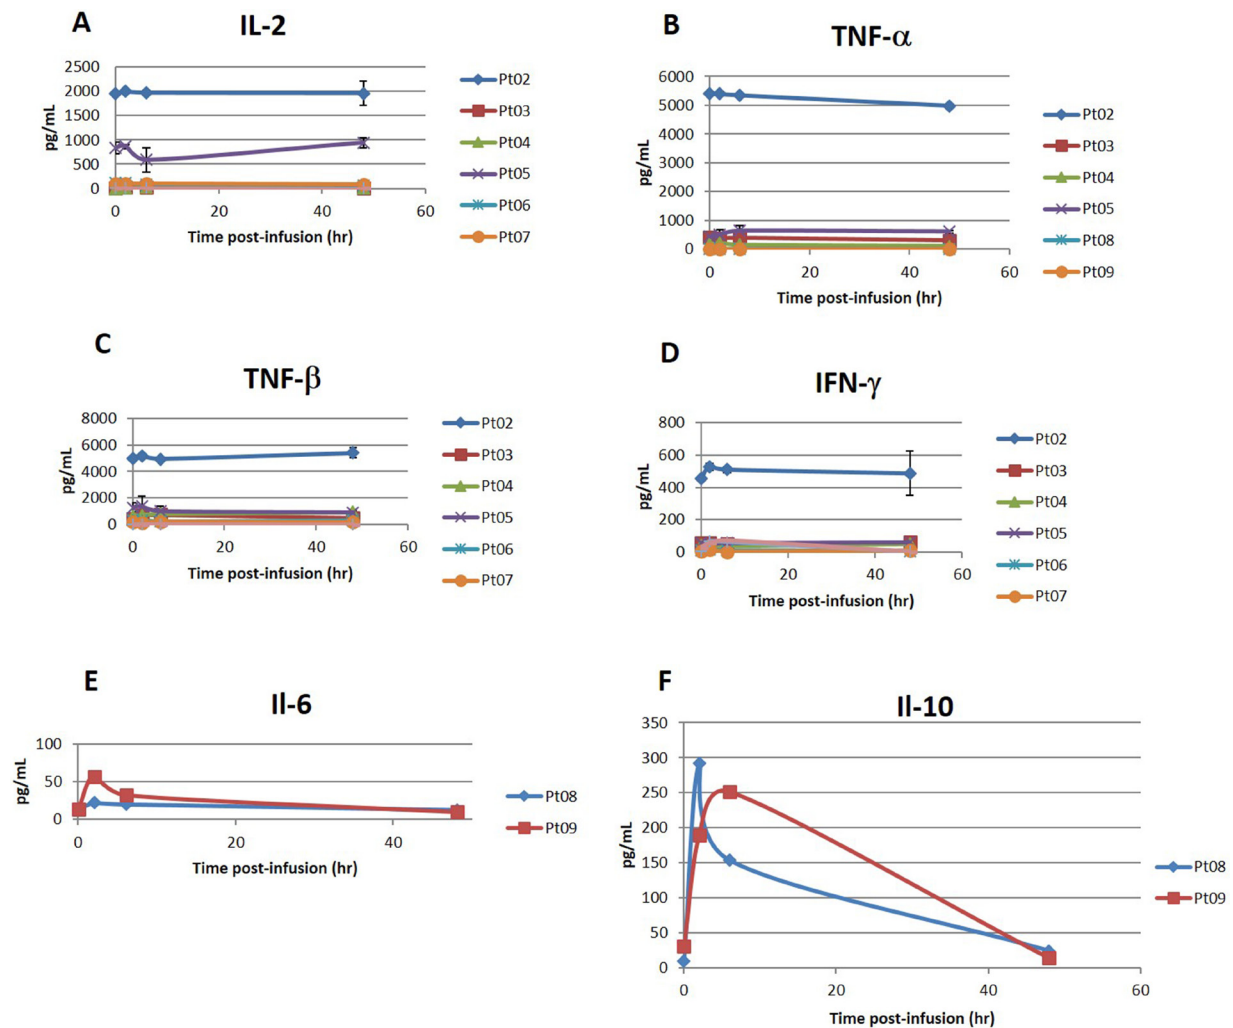 A
IL-2
2500
2000
1500
1000
500
0
pg/mL
0
20
40
60
Time post-infusion (hr)
Pt02
Pt03
Pt04
Pt05
Pt06
Pt07
B
TNF-α
6000
5000
4000
3000
2000
1000
0
pg/mL
0
20
40
60
Time post-infusion (hr)
Pt02
Pt03
Pt04
Pt05
Pt08
Pt09
C
TNF-β
8000
6000
4000
2000
0
pg/mL
0
20
40
60
Time post-infusion (hr)
Pt02
Pt03
Pt04
Pt05
Pt06
Pt07
D
IFN-γ
800
600
400
200
0
pg/mL
0
20
40
60
Time post-infusion (hr)
Pt02
Pt03
Pt04
Pt05
Pt06
Pt07
E
Il-6
100
50
0
pg/mL
0
20
40
Time post-infusion (hr)
Pt08
Pt09
F
Il-10
350
300
250
200
150
100
50
0
pg/mL
0
20
40
60
Time post-infusion (hr)
Pt08
Pt09